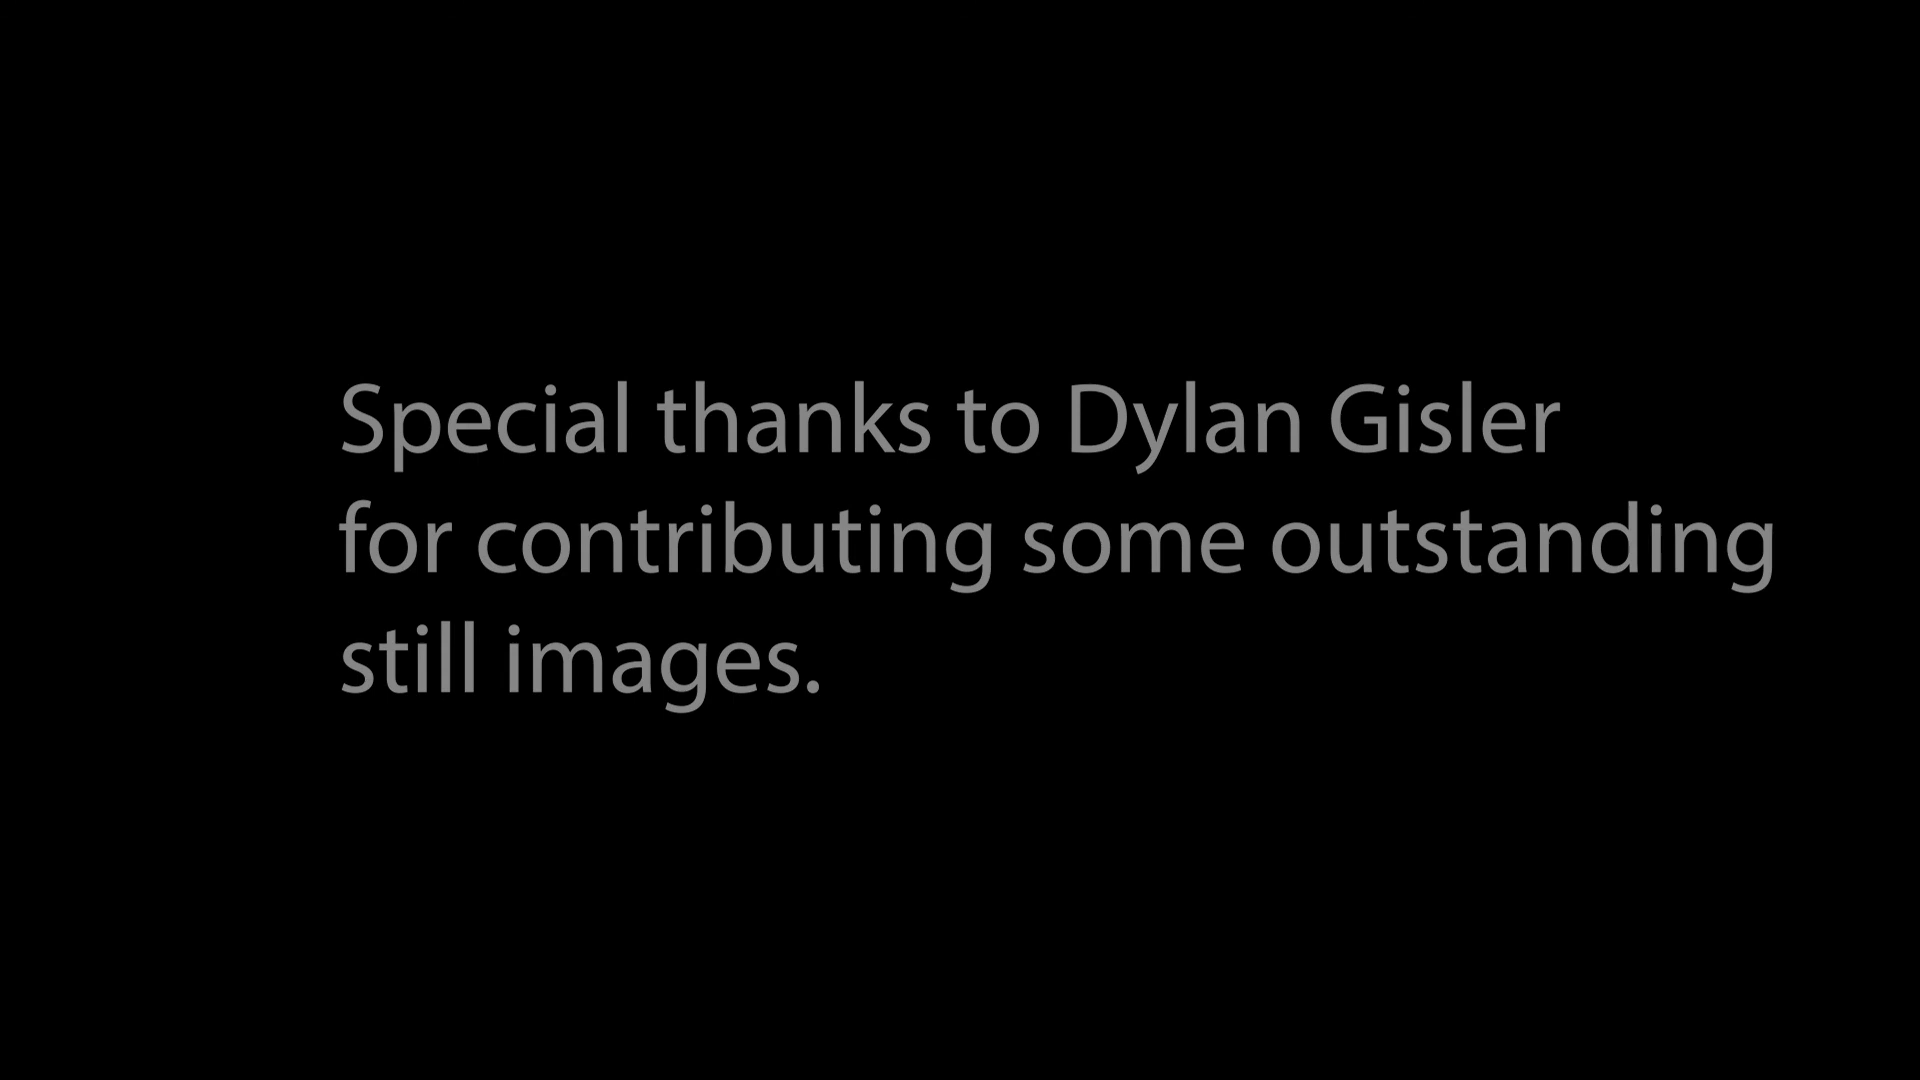 Special thanks to Dylan Gisler
for contributing some outstanding
still images.